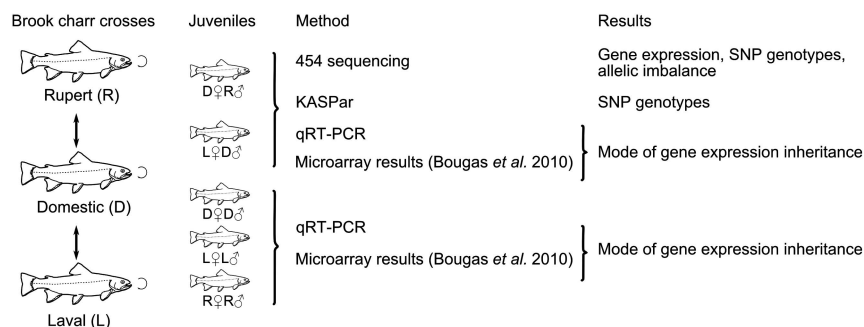 Brook charr crosses
Juveniles
Method
Results
Rupert (R)
Domestic (D)
Laval (L)
D♀R♂
L♀D♂
D♀D♂
L♀L♂
R♀R♂
454 sequencing
Gene expression, SNP genotypes,
allelic imbalance
KASPar
SNP genotypes
qRT-PCR
Microarray results (Bougas et al. 2010)
Mode of gene expression inheritance
qRT-PCR
Microarray results (Bougas et al. 2010)
Mode of gene expression inheritance